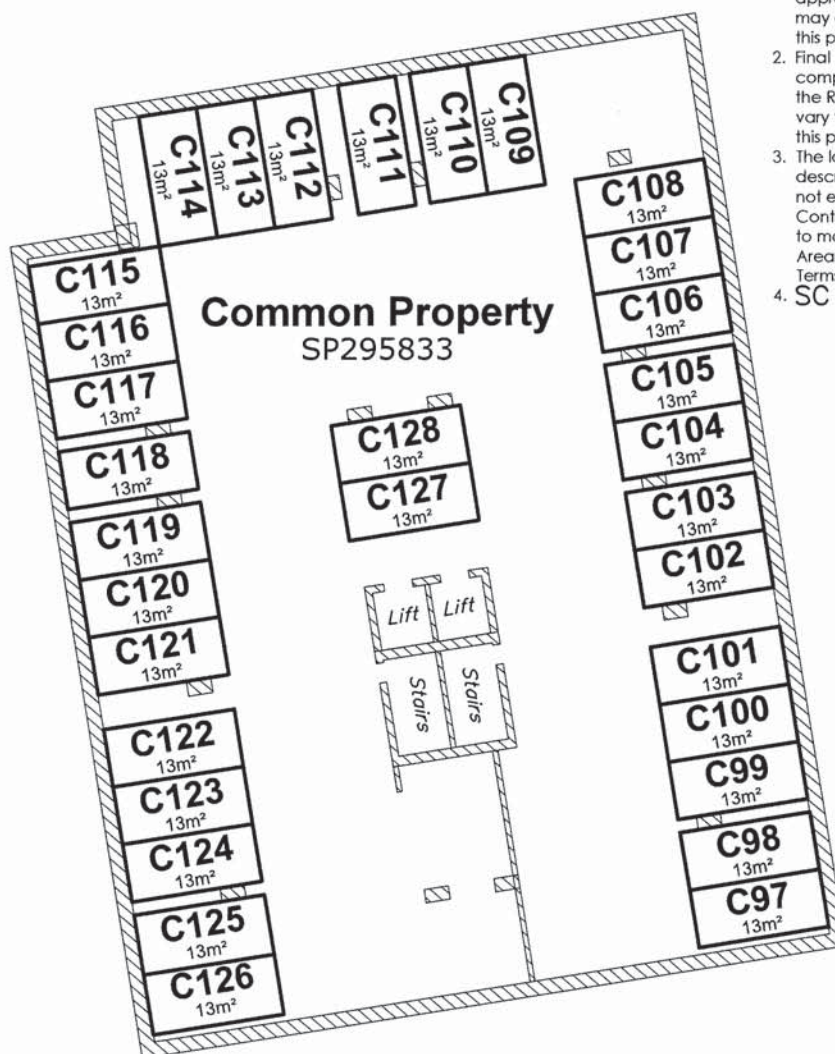 may
this p
2. Final
comp
the R
vary
this p
3. The lo
descr
not e
Cont
to mo
Area
Terms
4. SC
C114
13m²
C113
13m²
C112
13m²
C111
13m²
C110
13m²
C109
13m²
C108
13m²
C107
13m²
C106
13m²
C105
13m²
C104
13m²
C103
13m²
C102
13m²
C101
13m²
C100
13m²
C99
13m²
C98
13m²
C97
13m²
C115
13m²
C116
13m²
C117
13m²
C118
13m²
C119
13m²
C120
13m²
C121
13m²
C122
13m²
C123
13m²
C124
13m²
C125
13m²
C126
13m²
Common Property
SP295833
C128
13m²
C127
13m²
Lift
Lift
Stairs
Stairs